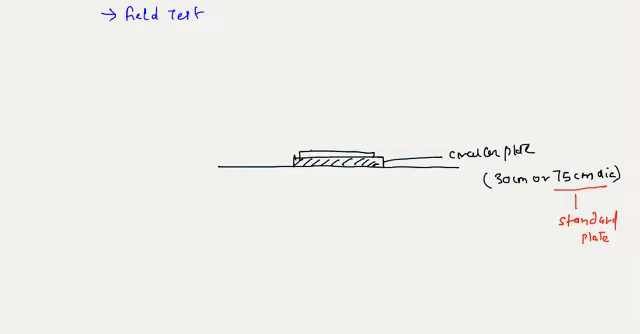 → field test
circular plate
(30cm or 75cm dia)
standard
plate